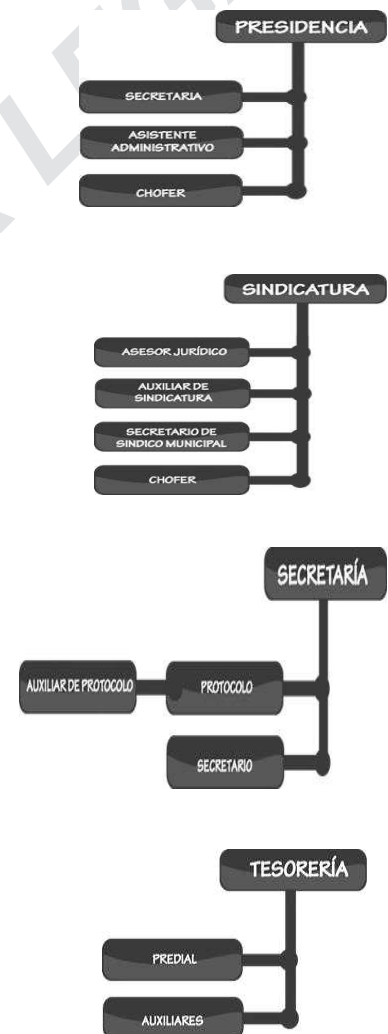 PRESIDENCIA
SECRETARIA
ASISTENTE
ADMINISTRATIVO
CHOFER
SINDICATURA
ASESOR JURÍDICO
AUXILIAR DE
SINDICATURA
SECRETARIO DE
SINDICO MUNICIPAL
CHOFER
SECRETARÍA
AUXILIAR DE PROTOCOLO
PROTOCOLO
SECRETARIO
TESORERÍA
PREDIAL
AUXILIARES